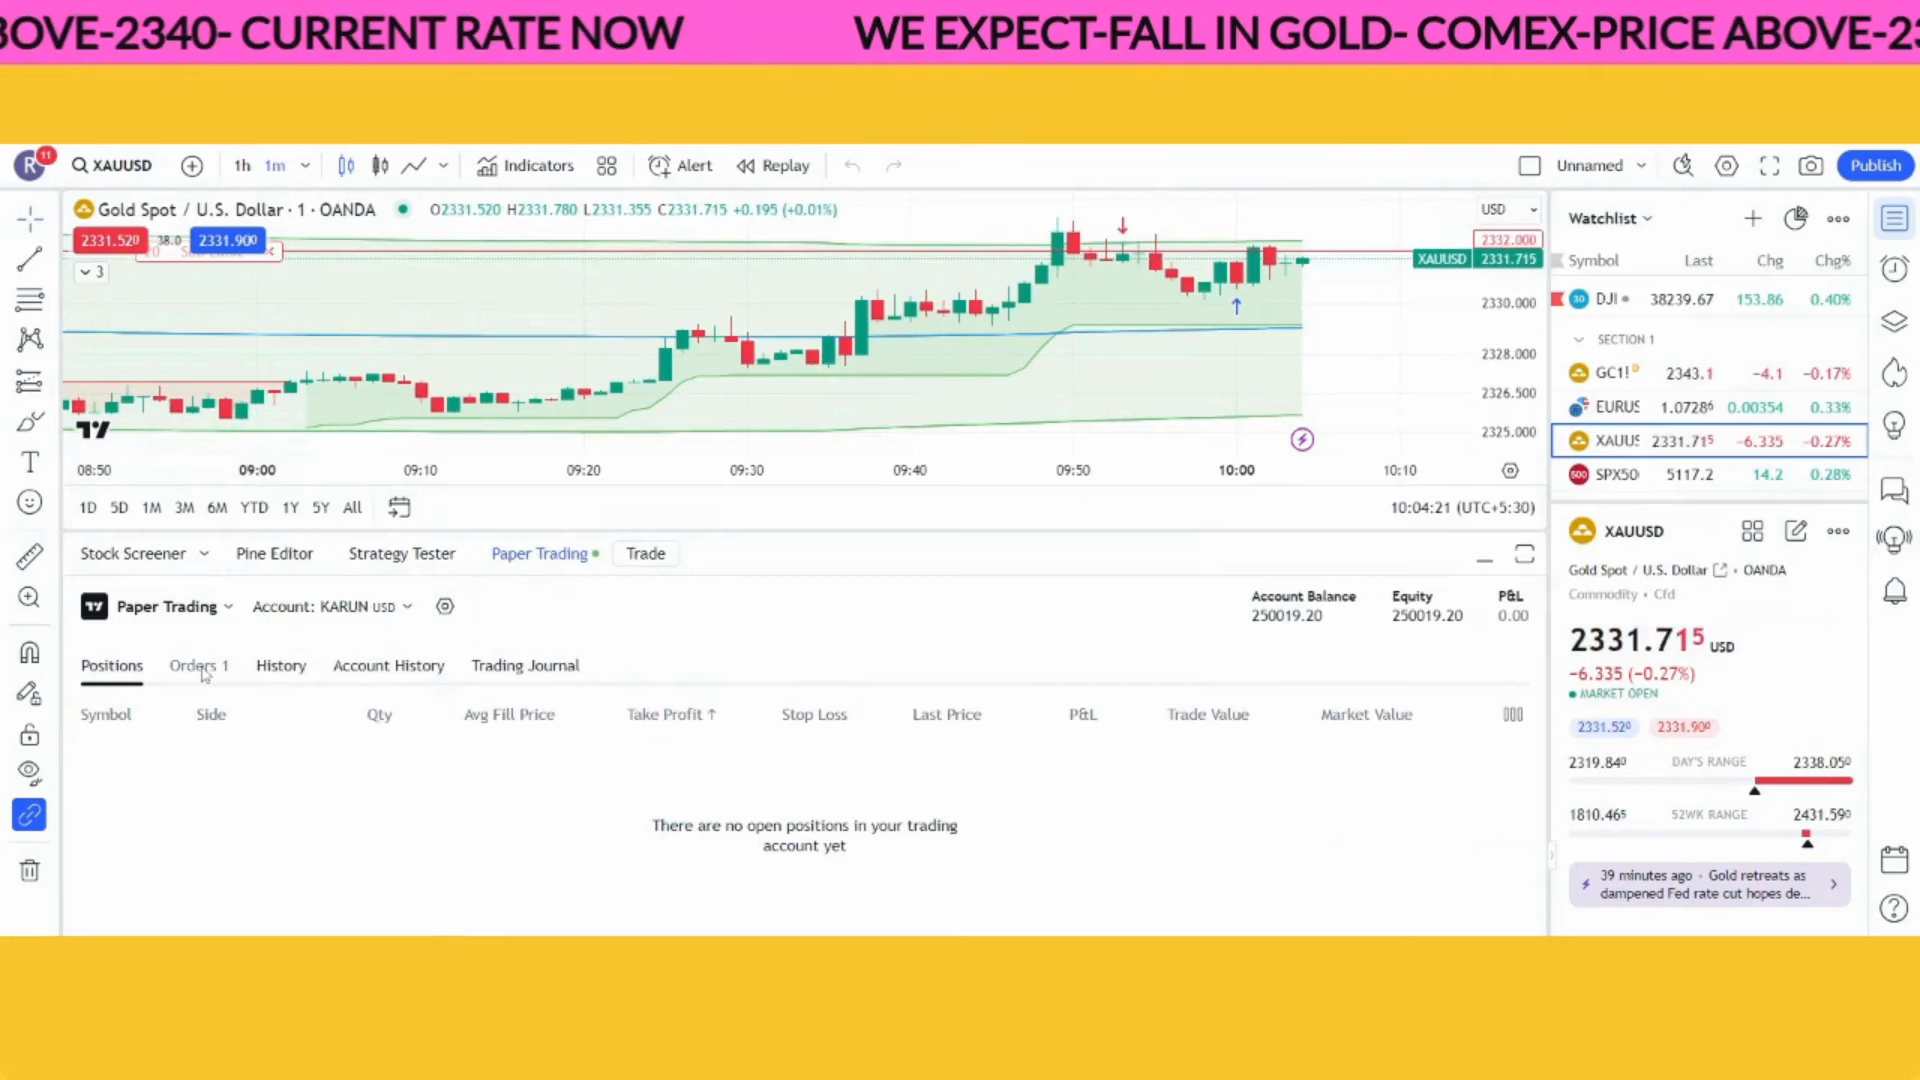 BOVE-2340- CURRENT RATE NOW WE EXPECT-FALL IN GOLD- COMEX-PRICE ABOVE-23
R 11 XAUUSD 1h 1m Indicators Alert Replay Unnamed Publish
Gold Spot / U.S. Dollar · 1 · OANDA O2331.520 H2331.780 L2331.355 C2331.715 +0.195 (+0.01%) USD
2331.520 38.0 2331.900
3
2332.000
XAUUSD 2331.715
2330.000
2328.000
2326.500
2325.000
08:50 09:00 09:10 09:20 09:30 09:40 09:50 10:00 10:10
1D 5D 1M 3M 6M YTD 1Y 5Y All 10:04:21 (UTC+5:30)
Stock Screener Pine Editor Strategy Tester Paper Trading Trade
Paper Trading Account: KARUN USD
Account Balance Equity P&L
250019.20 250019.20 0.00
Positions Orders 1 History Account History Trading Journal
Symbol Side Qty Avg Fill Price Take Profit ↑ Stop Loss Last Price P&L Trade Value Market Value
There are no open positions in your trading
account yet
Watchlist
Symbol Last Chg Chg%
30 DJI 38239.67 153.86 0.40%
SECTION 1
GC1! D 2343.1 −4.1 −0.17%
EURUS 1.07286 0.00354 0.33%
XAUUS 2331.715 −6.335 −0.27%
500 SPX50 5117.2 14.2 0.28%
XAUUSD
Gold Spot / U.S. Dollar · OANDA
Commodity · Cfd
2331.715 USD
−6.335 (−0.27%)
MARKET OPEN
2331.520 2331.900
2319.840 DAY'S RANGE 2338.050
1810.465 52WK RANGE 2431.590
39 minutes ago · Gold retreats as
dampened Fed rate cut hopes de...